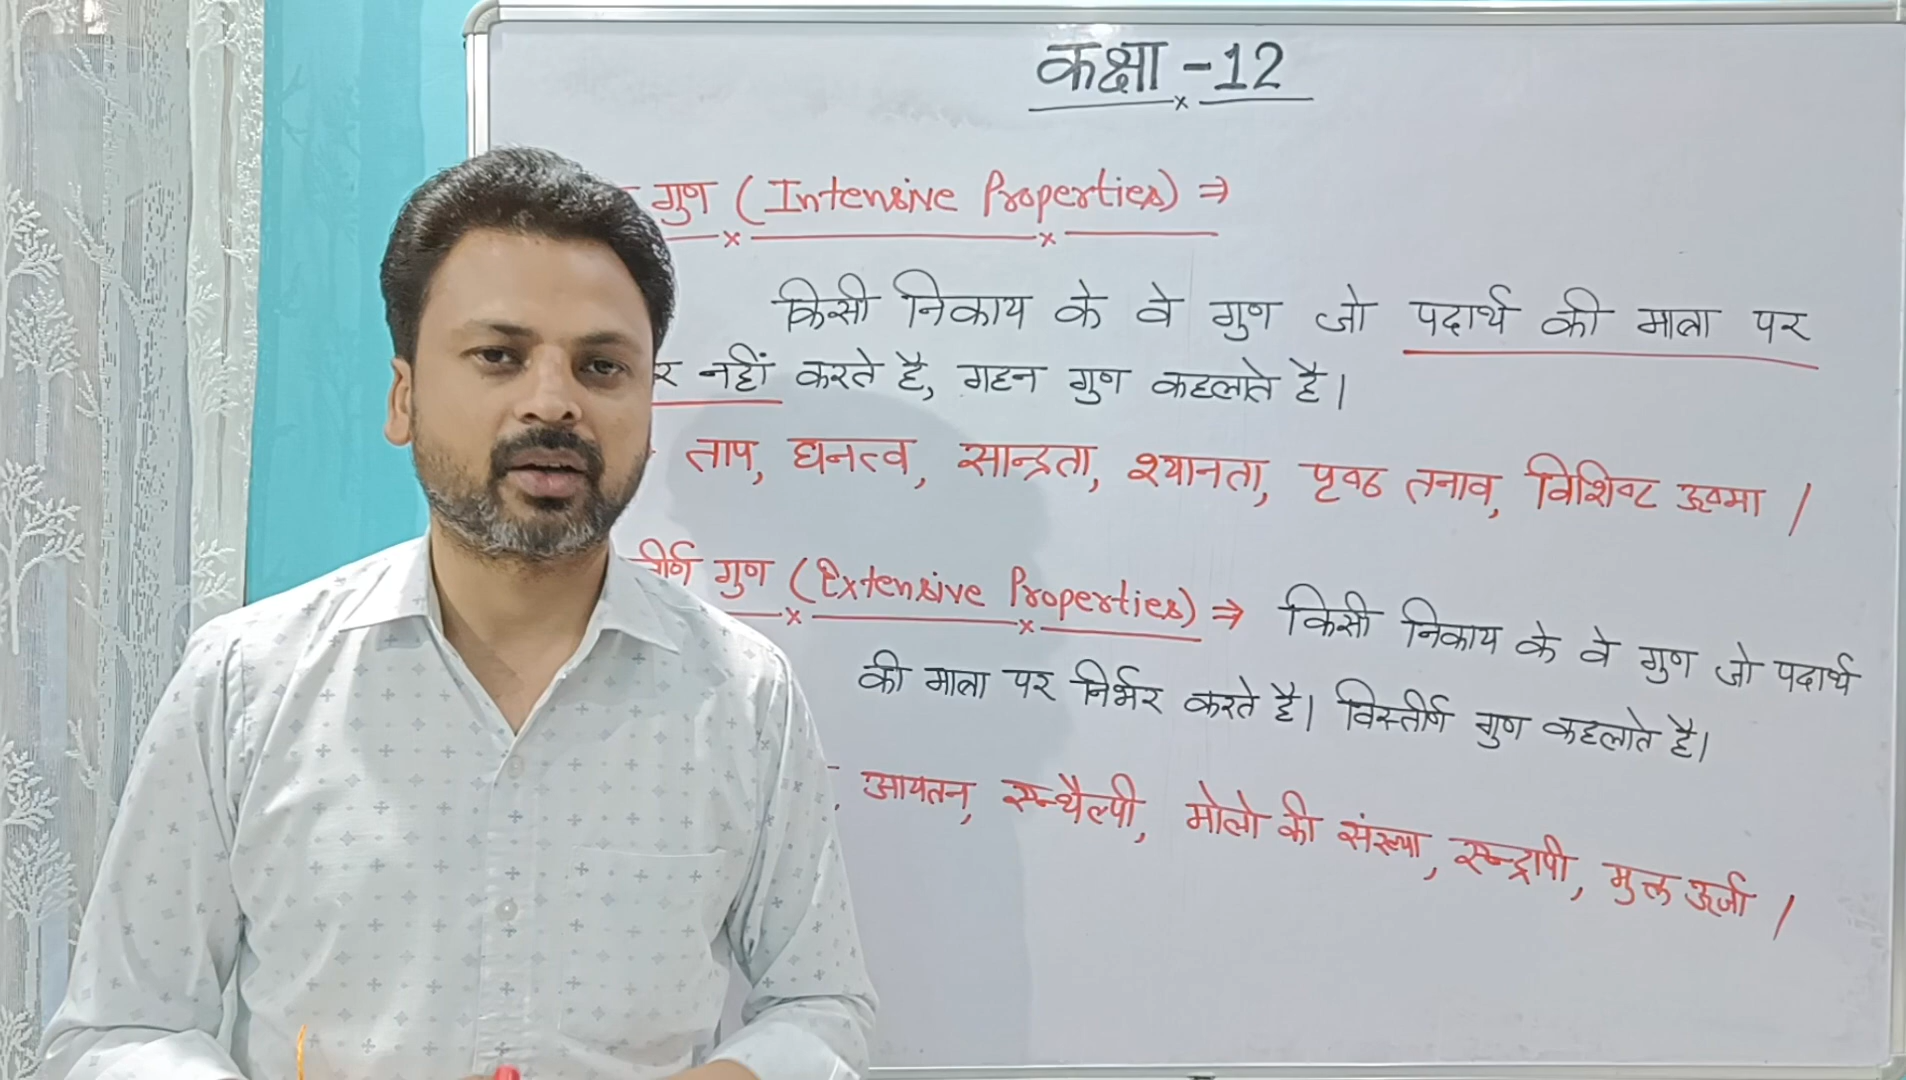 कक्षा - 12
गुण (Intensive Properties) ⇒
किसी निकाय के वे गुण जो पदार्थ की मात्रा पर
र नहीं करते है, गहन गुण कहलाते है।
ताप, घनत्व, सान्द्रता, श्यानता, पृष्ठ तनाव, विशिष्ट ऊष्मा ।
तीर्ण गुण (Extensive Properties) ⇒ किसी निकाय के वे गुण जो पदार्थ
की मात्रा पर निर्भर करते है। विस्तीर्ण गुण कहलाते है।
आयतन, एन्थैल्पी, मोलो की संख्या, एन्ट्रापी, मुक्त ऊर्जा ।